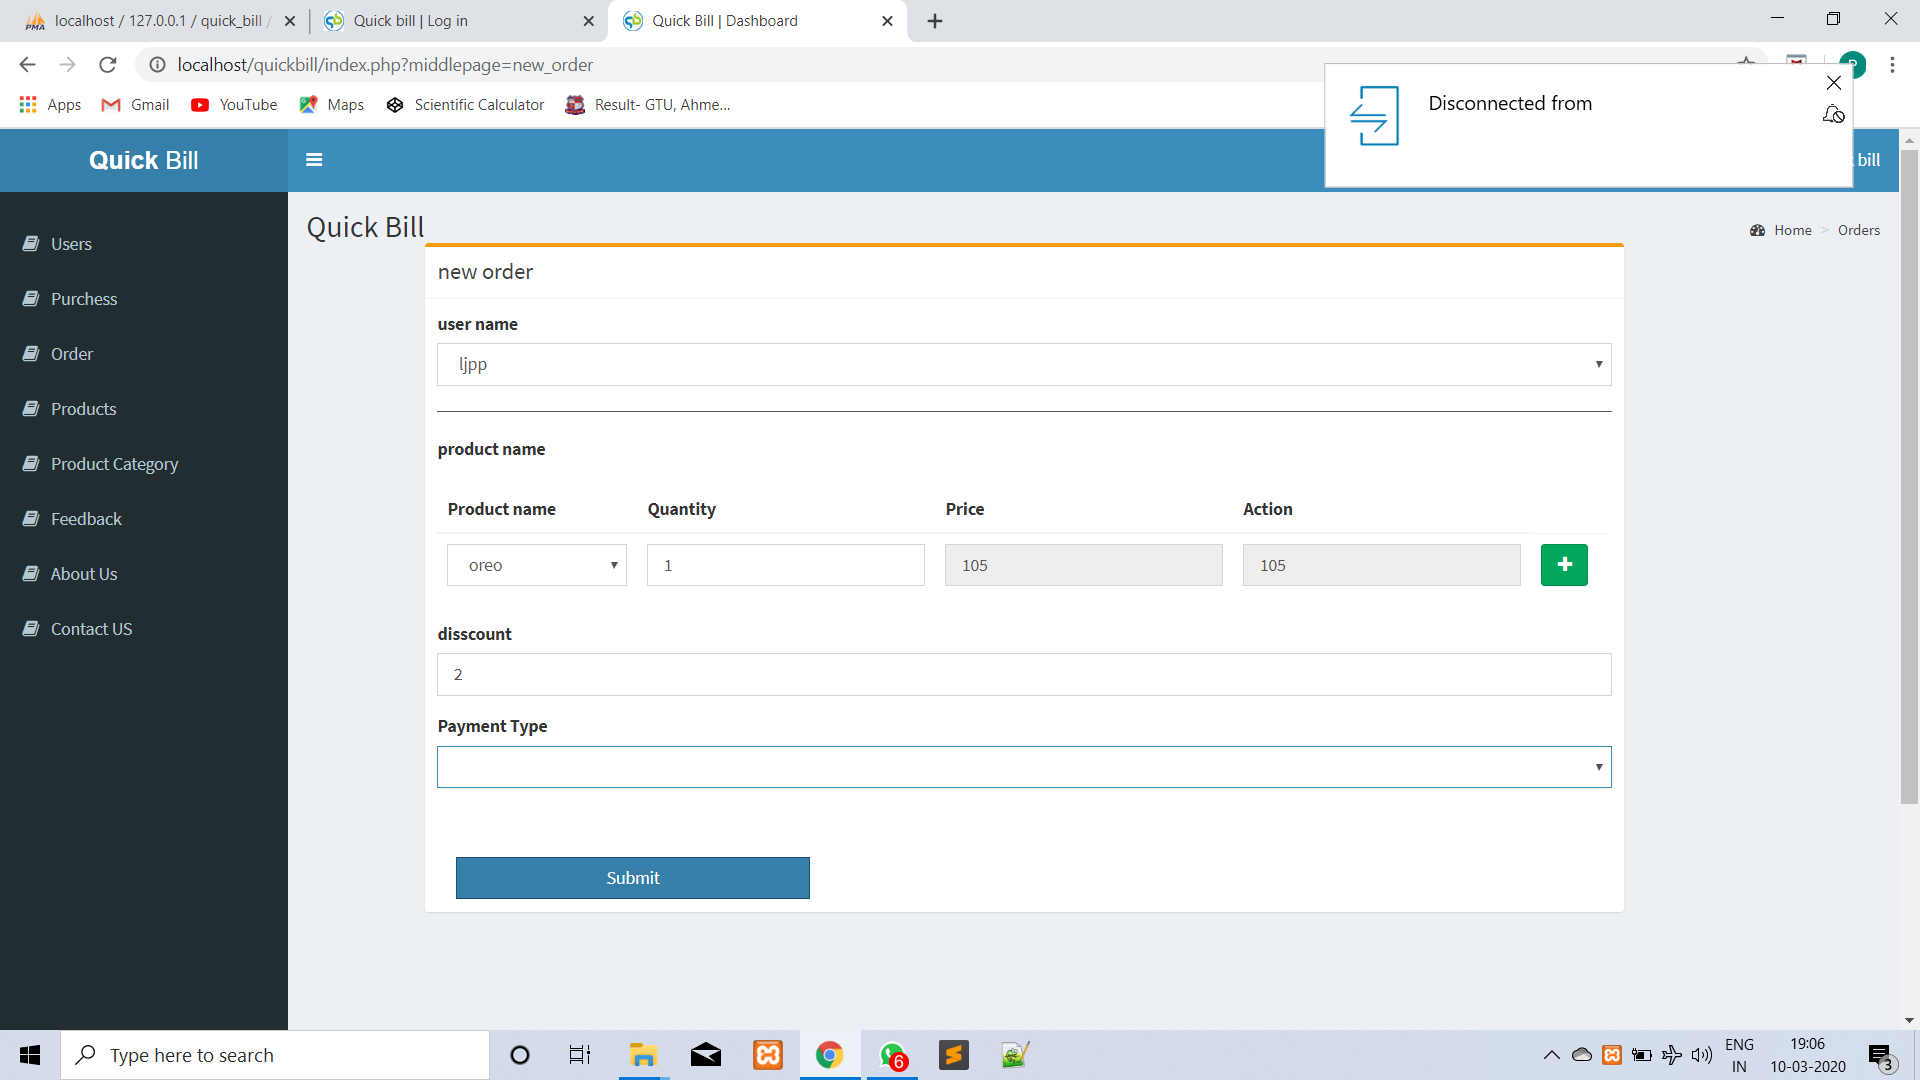 localhost / 127.0.0.1 / quick_bill /
Quick bill | Log in
Quick Bill | Dashboard
localhost/quickbill/index.php?middlepage=new_order
Apps
Gmail
YouTube
Maps
Scientific Calculator
Result- GTU, Ahme...
Disconnected from
Quick Bill
bill
Quick Bill
Home > Orders
Users
Purchess
Order
Products
Product Category
Feedback
About Us
Contact US
new order
user name
ljpp
product name
Product name Quantity Price Action
oreo 1 105 105 +
disscount
2
Payment Type
Submit
Type here to search
6
ENG
IN
19:06
10-03-2020
3